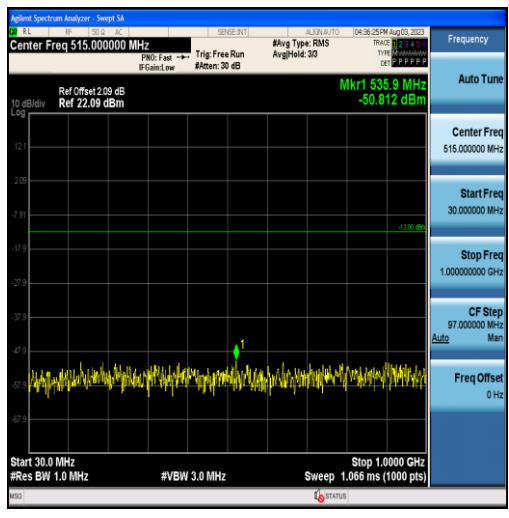 Agilent Spectrum Analyzer - Swept SA
RL RF 50 Ω AC SENSE:INT ALIGN AUTO 04:36:25 PM Aug 03, 2023
Center Freq 515.000000 MHz
#Avg Type: RMS
TRACE 1 2 3 4 5 6
PNO: Fast
Trig: Free Run
Avg|Hold: 3/3
TYPE
IFGain:Low
#Atten: 30 dB
DET P P P P P P
Ref Offset 2.09 dB
Mkr1 535.9 MHz
10 dB/div Ref 22.09 dBm
-50.812 dBm
Log
12.1
2.09
-7.91
-13.00 dBm
-17.9
-27.9
-37.9
-47.9
1
-57.9
-67.9
Start 30.0 MHz
Stop 1.0000 GHz
#Res BW 1.0 MHz
#VBW 3.0 MHz
Sweep 1.066 ms (1000 pts)
MSG
STATUS
Frequency
Auto Tune
Center Freq
515.000000 MHz
Start Freq
30.000000 MHz
Stop Freq
1.000000000 GHz
CF Step
97.000000 MHz
Auto Man
Freq Offset
0 Hz